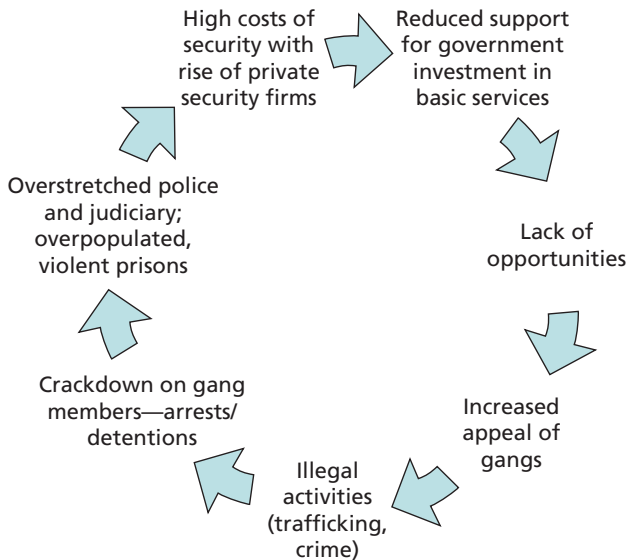 High costs of
security with
rise of private
security firms
Reduced support
for government
investment in
basic services
Lack of
opportunities
Increased
appeal of
gangs
Illegal
activities
(trafficking,
crime)
Crackdown on gang
members—arrests/
detentions
Overstretched police
and judiciary;
overpopulated,
violent prisons